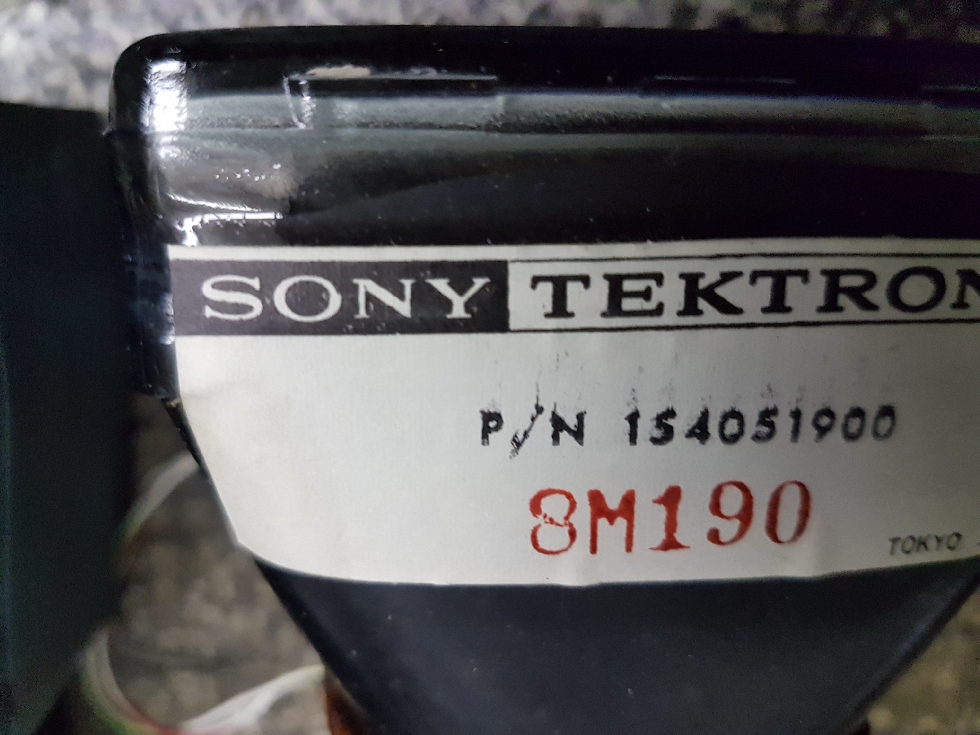 SONY TEKTRON
P/N 154051900
8M190
TOKYO